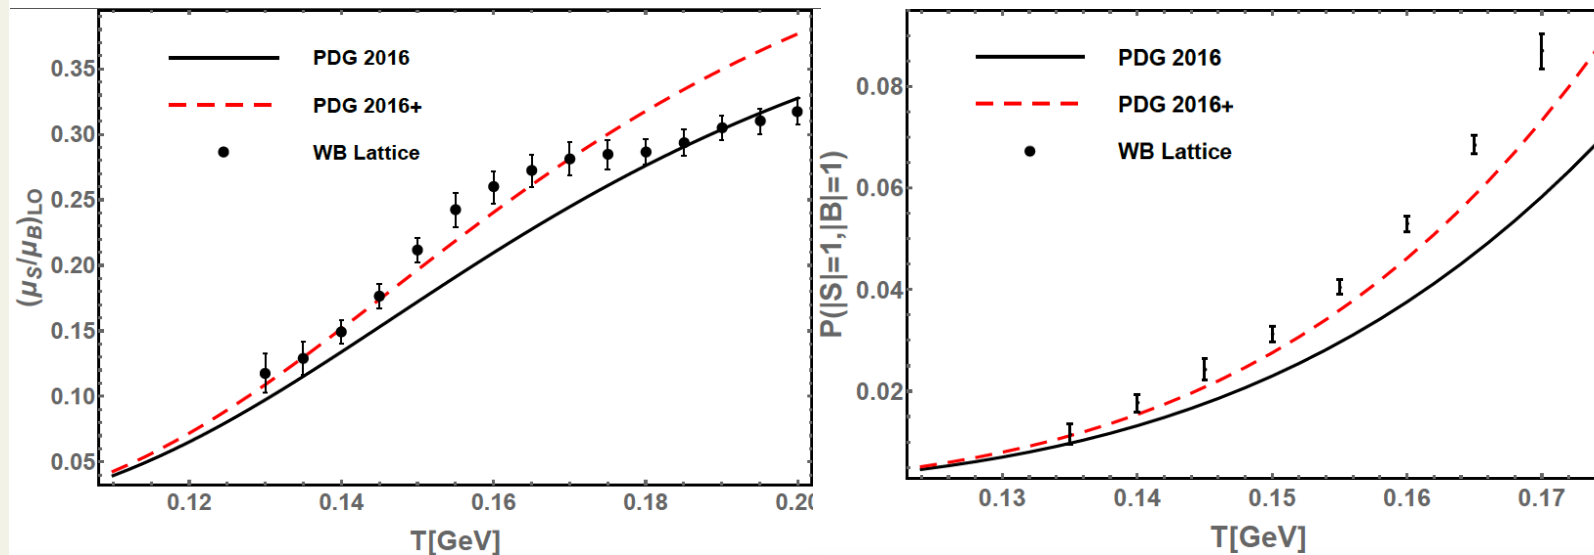 PDG 2016
PDG 2016+
WB Lattice
0.35
0.30
0.25
0.20
0.15
0.10
0.05
(μS/μB)LO
0.12
0.14
0.16
0.18
0.20
T[GeV]
PDG 2016
PDG 2016+
WB Lattice
0.08
0.06
0.04
0.02
P(|S|=1,|B|=1)
0.13
0.14
0.15
0.16
0.17
T[GeV]